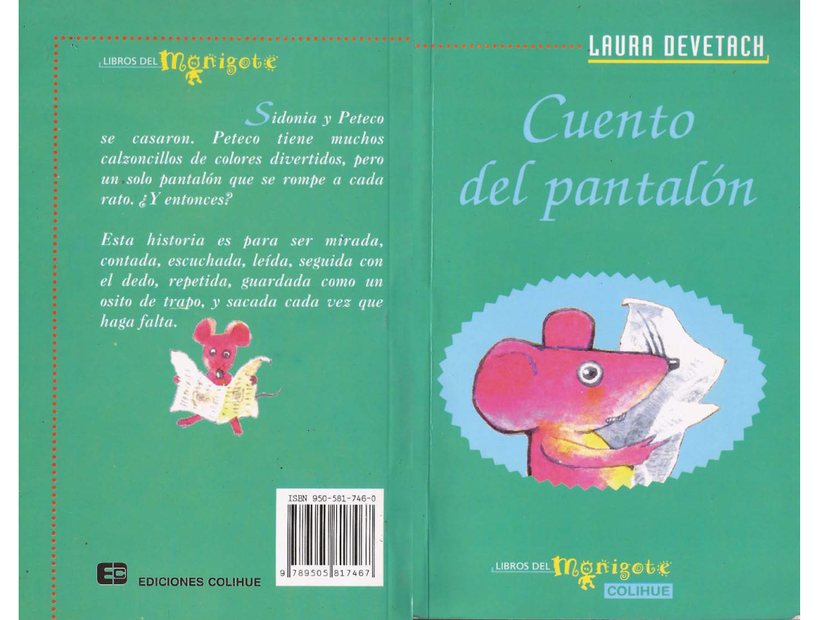 LIBROS DEL Moñigote
Sidonia y Peteco
se casaron. Peteco tiene muchos
calzoncillos de colores divertidos, pero
un solo pantalón que se rompe a cada
rato. ¿Y entonces?
Esta historia es para ser mirada,
contada, escuchada, leída, seguida con
el dedo, repetida, guardada como un
osito de trapo, y sacada cada vez que
haga falta.
ISBN 950-581-746-0
9 789505 817467
EC EDICIONES COLIHUE
LAURA DEVETACH
Cuento
del pantalón
LIBROS DEL Moñigote
COLIHUE